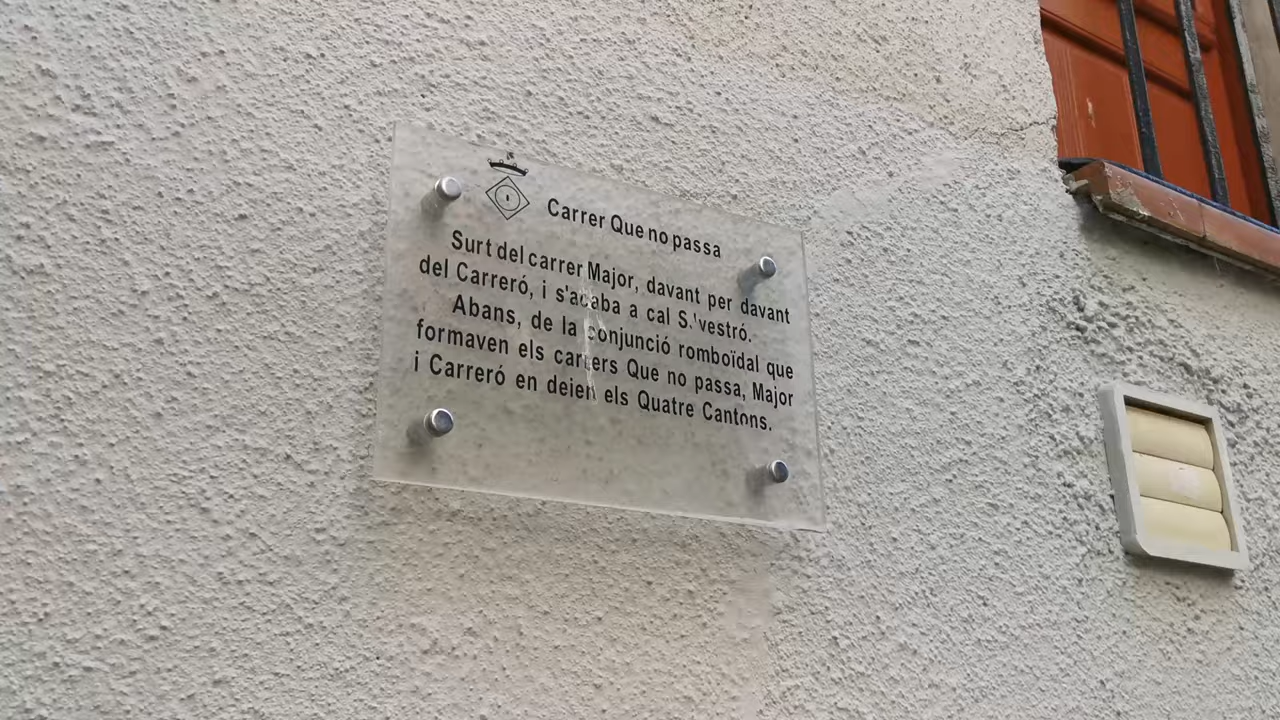 Carrer Que no passa
Surt del carrer Major, davant per davant
del Carreró, i s'acaba a cal S.'vestró.
Abans, de la conjunció romboïdal que
formaven els carrers Que no passa, Major
i Carreró en deien els Quatre Cantons.